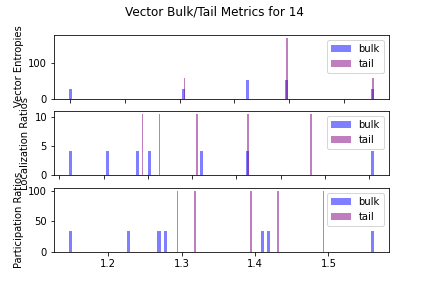 Vector Bulk/Tail Metrics for 14
Vector Entropies
100
0
bulk
tail
Localization Ratios
10
5
0
bulk
tail
Participation Ratios
100
50
0
bulk
tail
1.2 1.3 1.4 1.5